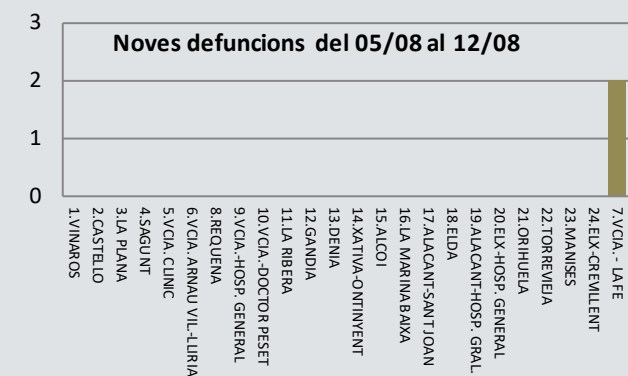 Noves defuncions del 05/08 al 12/08
3
2
1
0
1.VINAROS
2.CASTELLO
3.LA PLANA
4.SAGUNT
5.VCIA. CLINIC
6.VCIA. ARNAU VIL.-LLIRIA
8.REQUENA
9.VCIA.-HOSP. GENERAL
10.VCIA.-DOCTOR PESET
11.LA RIBERA
12.GANDIA
13.DENIA
14.XATIVA-ONTINYENT
15.ALCOI
16.LA MARINA BAIXA
17.ALACANT-SANT JOAN
18.ELDA
19.ALACANT-HOSP. GRAL.
20.ELX-HOSP. GENERAL
21.ORIHUELA
22.TORREVIEJA
23.MANISES
24.ELX-CREVILLENT
7.VCIA. - LA FE